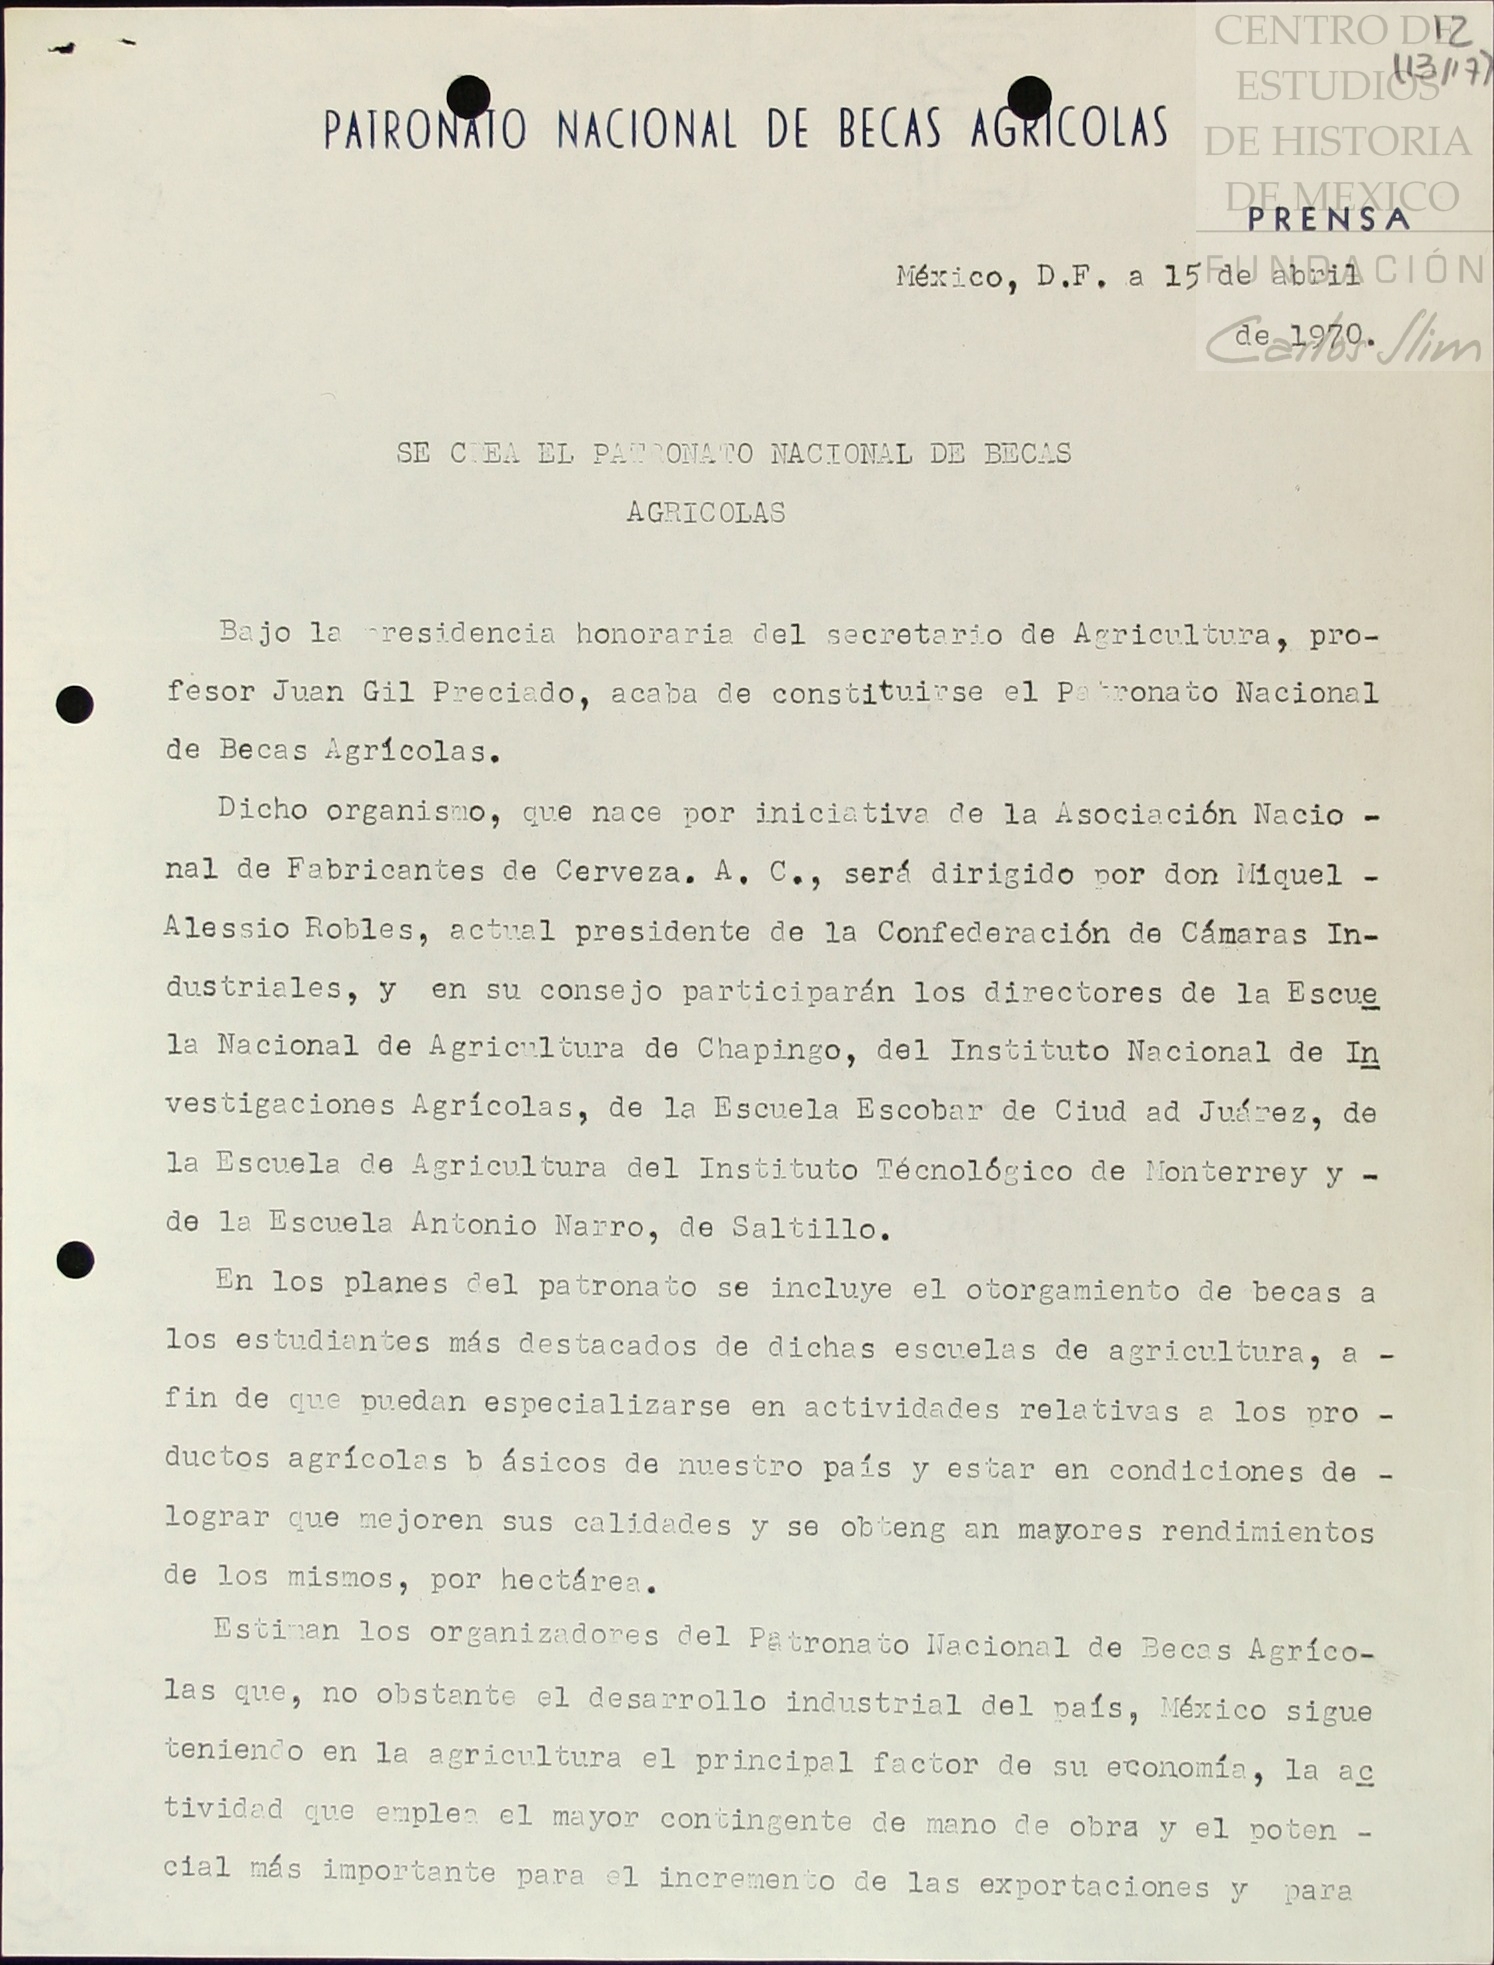 12
(13/17)
CENTRO DE
ESTUDIOS
DE HISTORIA
DE MEXICO
FUNDACIÓN
Carlos Slim
PATRONATO NACIONAL DE BECAS AGRICOLAS
PRENSA
México, D.F. a 15 de abril
de 1970.
SE CREA EL PATRONATO NACIONAL DE BECAS
AGRICOLAS
Bajo la presidencia honoraria del secretario de Agricultura, pro-
fesor Juan Gil Preciado, acaba de constituirse el Patronato Nacional
de Becas Agrícolas.
Dicho organismo, que nace por iniciativa de la Asociación Nacio -
nal de Fabricantes de Cerveza. A. C., será dirigido por don Miquel -
Alessio Robles, actual presidente de la Confederación de Cámaras In-
dustriales, y en su consejo participarán los directores de la Escue
la Nacional de Agricultura de Chapingo, del Instituto Nacional de In
vestigaciones Agrícolas, de la Escuela Escobar de Ciud ad Juárez, de
la Escuela de Agricultura del Instituto Técnológico de Monterrey y -
de la Escuela Antonio Narro, de Saltillo.
En los planes del patronato se incluye el otorgamiento de becas a
los estudiantes más destacados de dichas escuelas de agricultura, a -
fin de que puedan especializarse en actividades relativas a los pro -
ductos agrícolas b ásicos de nuestro país y estar en condiciones de -
lograr que mejoren sus calidades y se obteng an mayores rendimientos
de los mismos, por hectárea.
Estiman los organizadores del Patronato Nacional de Becas Agríco-
las que, no obstante el desarrollo industrial del país, México sigue
teniendo en la agricultura el principal factor de su economía, la ac
tividad que emplea el mayor contingente de mano de obra y el poten -
cial más importante para el incremento de las exportaciones y para